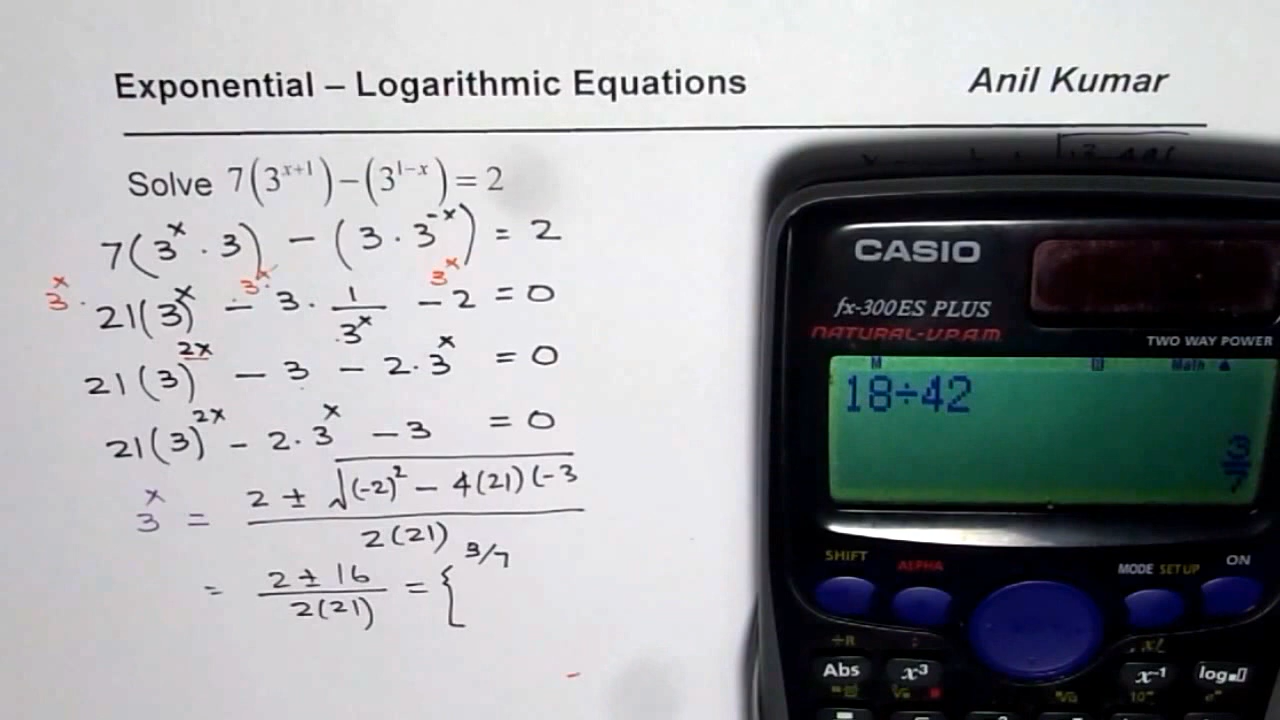 Exponential – Logarithmic Equations
Anil Kumar
Solve 7(3^(x+1)) – (3^(1–x)) = 2
7(3^x · 3) – (3 · 3^-x) = 2
3^x · 21(3)^x – 3^x · 3 · 1/3^x – 3^x 2 = 0
21(3)^2x – 3 – 2 · 3^x = 0
21(3)^2x – 2 · 3^x – 3 = 0
3^x = (2 ± √(-2)^2 – 4(21)(-3) / 2(21)
= 2 ± 16 / 2(21) = { 3/7
CASIO
fx-300ES PLUS
NATURAL-V.P.A.M.
TWO WAY POWER
M
Math ▲
18÷42
3/7
SHIFT
ALPHA
MODE SETUP
ON
÷R
Abs
x³
x⁻¹
log